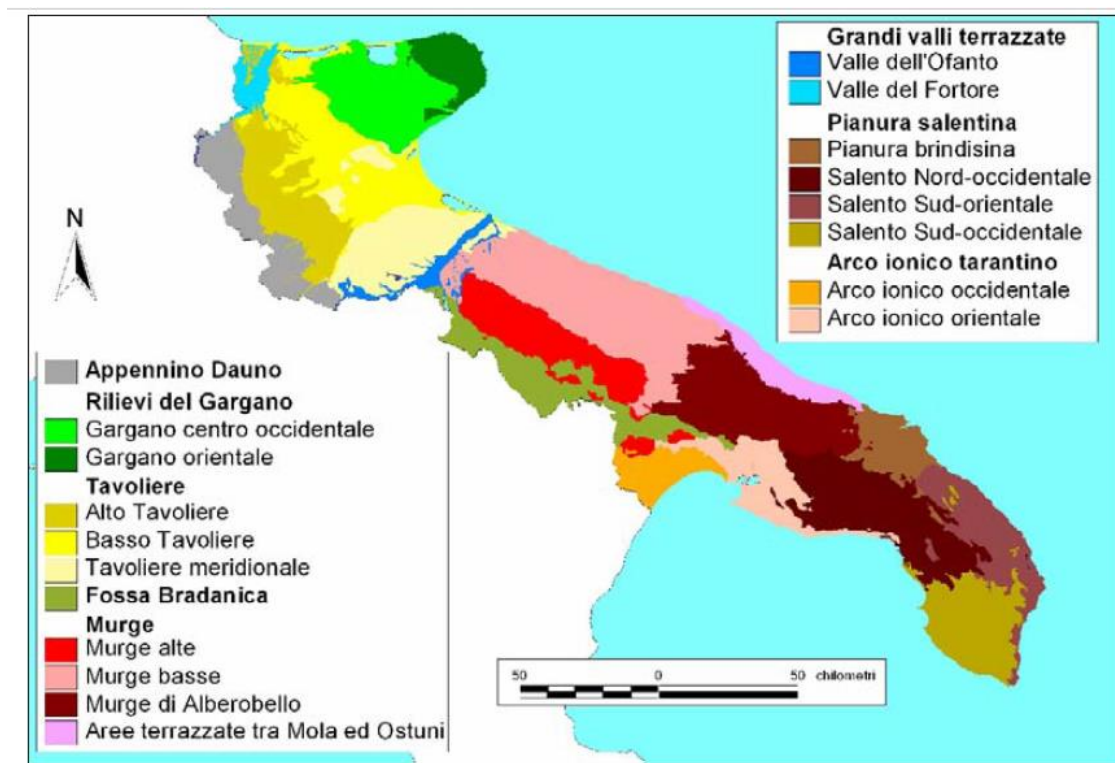 Grandi valli terrazzate
Valle dell'Ofanto
Valle del Fortore
Pianura salentina
Pianura brindisina
Salento Nord-occidentale
Salento Sud-orientale
Salento Sud-occidentale
Arco ionico tarantino
Arco ionico occidentale
Arco ionico orientale
N
Appennino Dauno
Rilievi del Gargano
Gargano centro occidentale
Gargano orientale
Tavoliere
Alto Tavoliere
Basso Tavoliere
Tavoliere meridionale
Fossa Bradanica
Murge
Murge alte
Murge basse
Murge di Alberobello
Aree terrazzate tra Mola ed Ostuni
50 0 50 chilometri